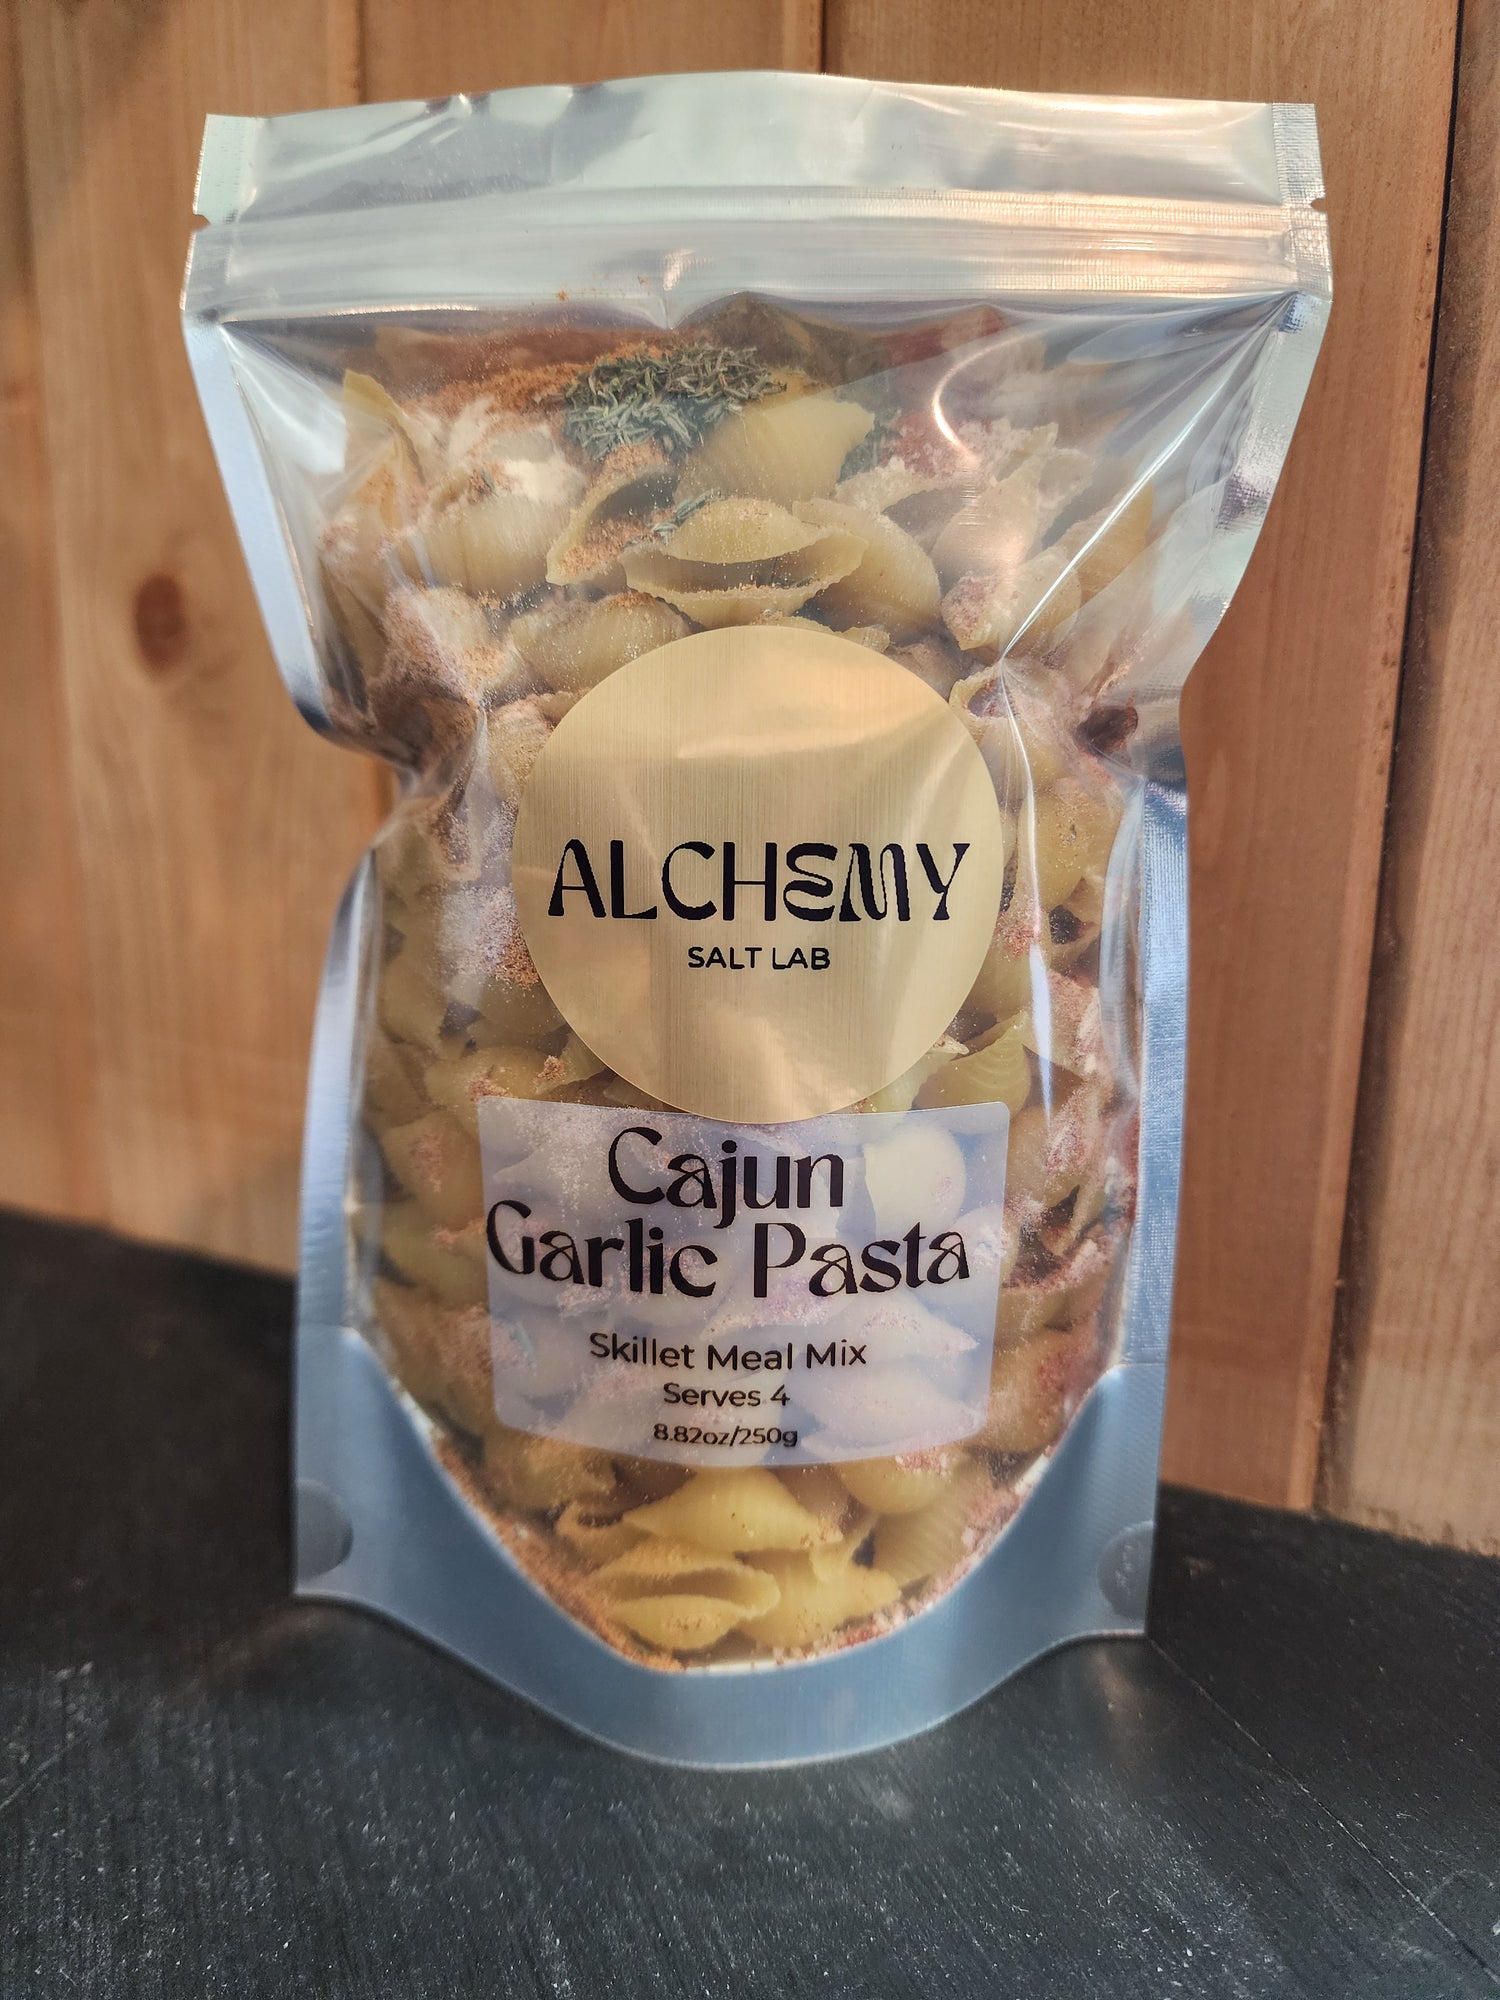 ALCHEMY
SALT LAB
Cajun
Garlic Pasta
Skillet Meal Mix
Serves 4
8.82oz/250g